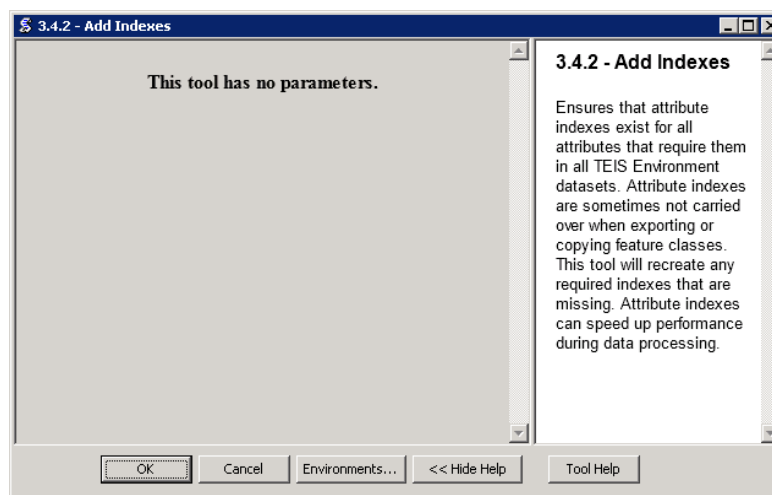 3.4.2 - Add Indexes
This tool has no parameters.
3.4.2 - Add Indexes
Ensures that attribute
indexes exist for all
attributes that require them
in all TEIS Environment
datasets. Attribute indexes
are sometimes not carried
over when exporting or
copying feature classes.
This tool will recreate any
required indexes that are
missing. Attribute indexes
can speed up performance
during data processing.
OK
Cancel
Environments...
<< Hide Help
Tool Help